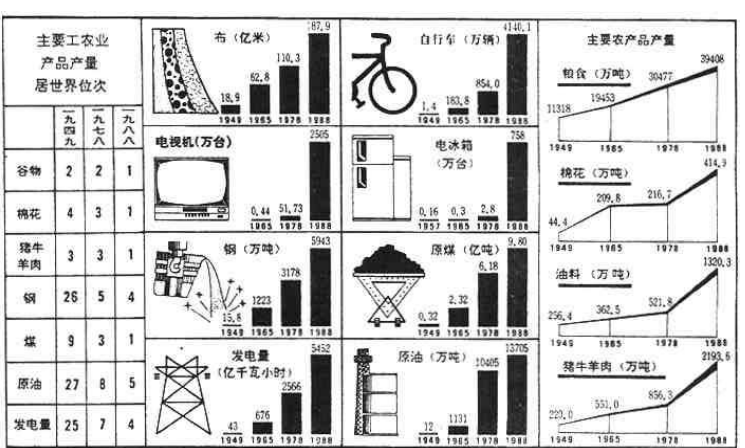 主要工农业
产品产量
居世界位次
一九四九 一九七八 一九八八
谷物 2 2 1
棉花 4 3 1
猪牛
羊肉 3 3 1
钢 26 5 4
煤 9 3 1
原油 27 8 5
发电量 25 7 4
布（亿米）
18.9 62.8 110.3 187.9
1949 1965 1978 1988
自行车（万辆）
1.4 183.8 854.0 4140.1
1949 1965 1978 1988
电视机(万台)
0.44 51.73 2505
1965 1978 1988
电冰箱
（万台）
0.16 0.3 2.8 758
1957 1965 1978 1988
钢（万吨）
15.8 1223 3178 5943
1949 1965 1978 1988
原煤（亿吨）
0.32 2.32 6.18 9.80
1949 1965 1978 1988
发电量
（亿千瓦小时）
43 676 2566 5452
1949 1965 1978 1988
原油（万吨）
12 1131 10405 13705
1949 1965 1978 1988
主要农产品产量
粮食（万吨）
11318 19453 30477 39408
1949 1965 1978 1988
棉花（万吨）
44.4 209.8 216.7 414.9
1949 1965 1978 1988
油料（万吨）
256.4 362.5 521.8 1320.3
1949 1965 1978 1988
猪牛羊肉（万吨）
551.0 856.3 2193.6
1949 1965 1978 1988